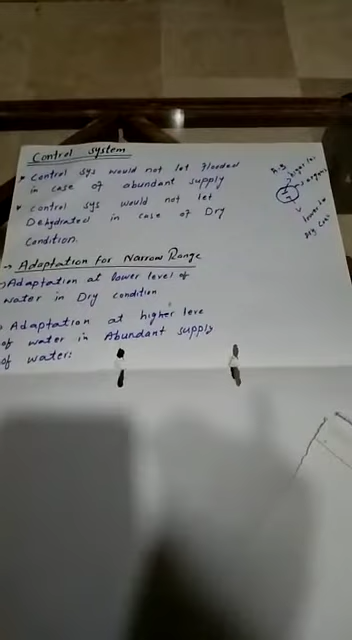 Control system
* Control sys would not let Flooded
in case of abundant supply
* Control sys would not let
Dehydrated in case of Dry
Condition.
→ Adaptation for Narrow Range
Adaptation at lower level of
water in Dry condition
Adaptation at higher leve
of water in Abundant supply
of water: